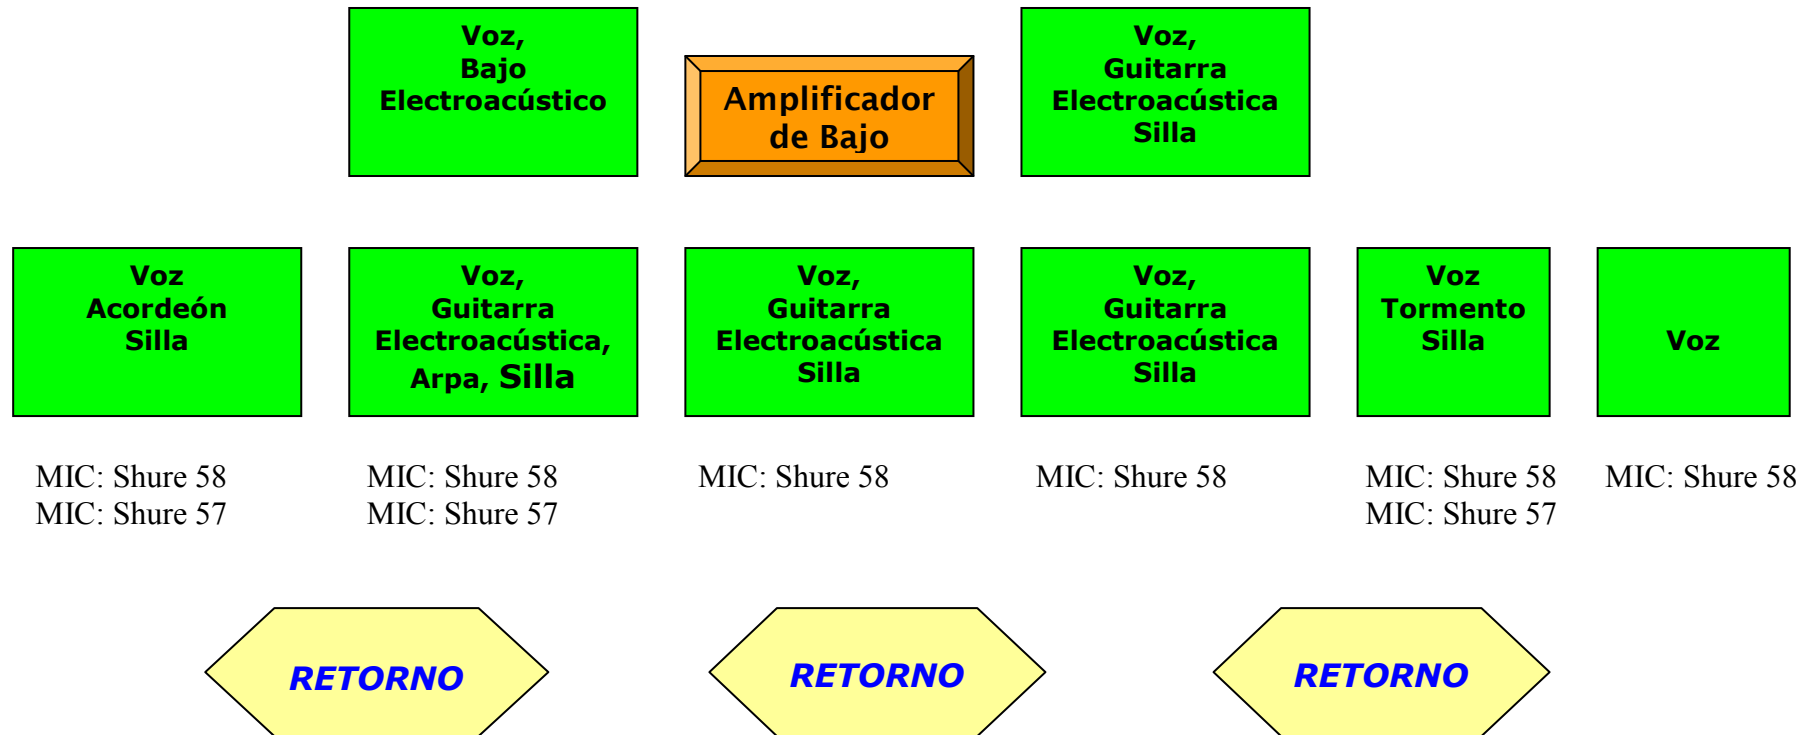 Voz,
Bajo
Electroacústico
Amplificador
de Bajo
Voz,
Guitarra
Electroacústica
Silla
Voz
Acordeón
Silla
Voz,
Guitarra
Electroacústica,
Arpa, Silla
Voz,
Guitarra
Electroacústica
Silla
Voz,
Guitarra
Electroacústica
Silla
Voz
Tormento
Silla
Voz
MIC: Shure 58
MIC: Shure 57
MIC: Shure 58
MIC: Shure 57
MIC: Shure 58
MIC: Shure 58
MIC: Shure 58
MIC: Shure 57
MIC: Shure 58
RETORNO
RETORNO
RETORNO